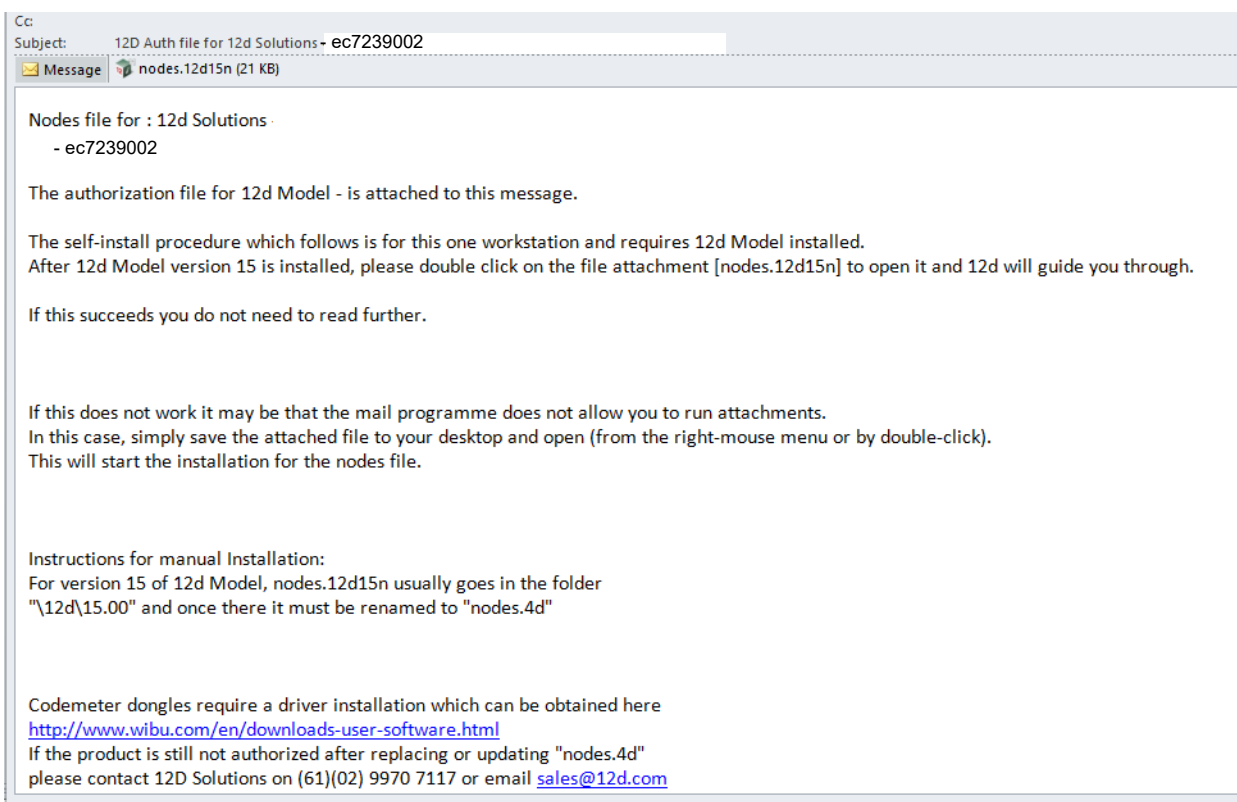 Cc:
Subject: 12D Auth file for 12d Solutions - ec7239002
Message nodes.12d15n (21 KB)
Nodes file for : 12d Solutions
- ec7239002
The authorization file for 12d Model - is attached to this message.
The self-install procedure which follows is for this one workstation and requires 12d Model installed.
After 12d Model version 15 is installed, please double click on the file attachment [nodes.12d15n] to open it and 12d will guide you through.
If this succeeds you do not need to read further.
If this does not work it may be that the mail programme does not allow you to run attachments.
In this case, simply save the attached file to your desktop and open (from the right-mouse menu or by double-click).
This will start the installation for the nodes file.
Instructions for manual Installation:
For version 15 of 12d Model, nodes.12d15n usually goes in the folder
"\12d\15.00" and once there it must be renamed to "nodes.4d"
Codemeter dongles require a driver installation which can be obtained here
http://www.wibu.com/en/downloads-user-software.html
If the product is still not authorized after replacing or updating "nodes.4d"
please contact 12D Solutions on (61)(02) 9970 7117 or email sales@12d.com